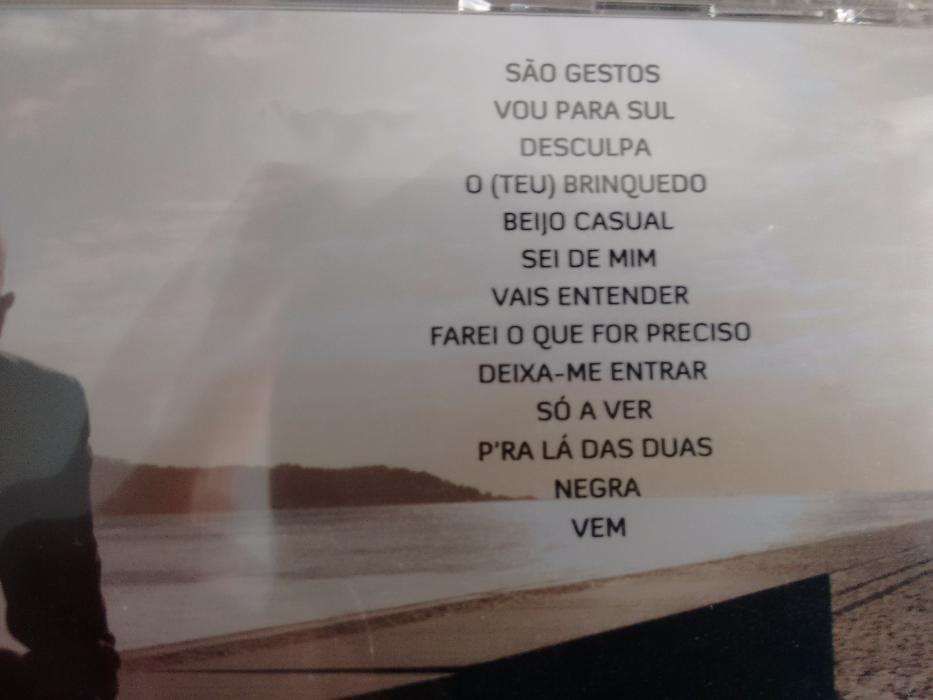 SÃO GESTOS
VOU PARA SUL
DESCULPA
O (TEU) BRINQUEDO
BEIJO CASUAL
SEI DE MIM
VAIS ENTENDER
FAREI O QUE FOR PRECISO
DEIXA-ME ENTRAR
SÓ A VER
P'RA LÁ DAS DUAS
NEGRA
VEM